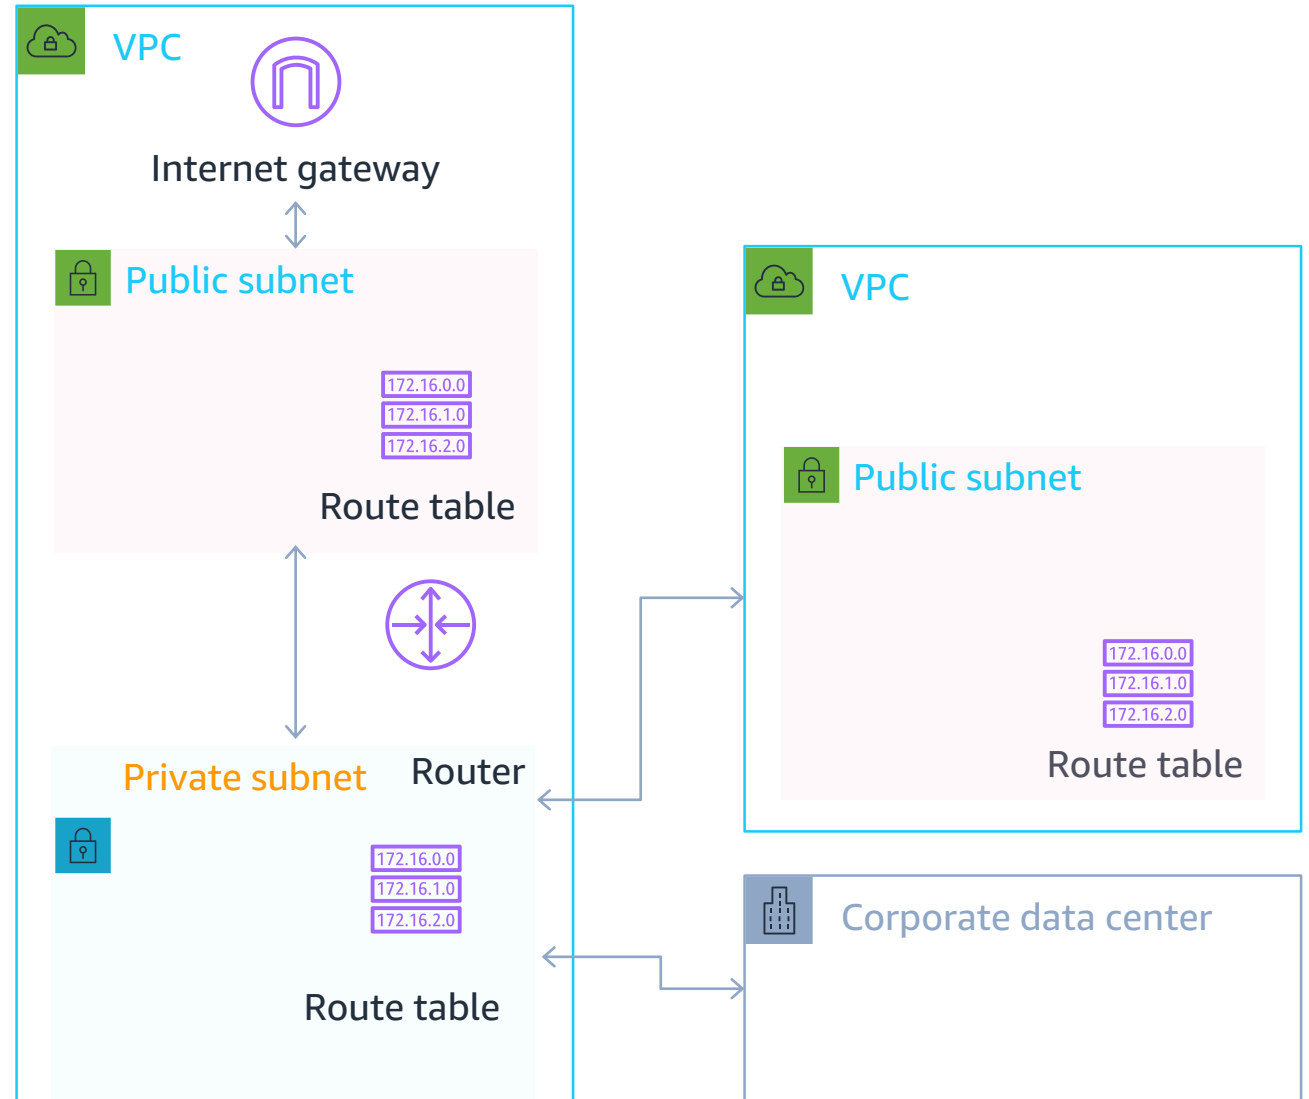 VPC
Internet gateway
Public subnet
172.16.0.0
172.16.1.0
172.16.2.0
Route table
Router
Private subnet
172.16.0.0
172.16.1.0
172.16.2.0
Route table
VPC
Public subnet
172.16.0.0
172.16.1.0
172.16.2.0
Route table
Corporate data center